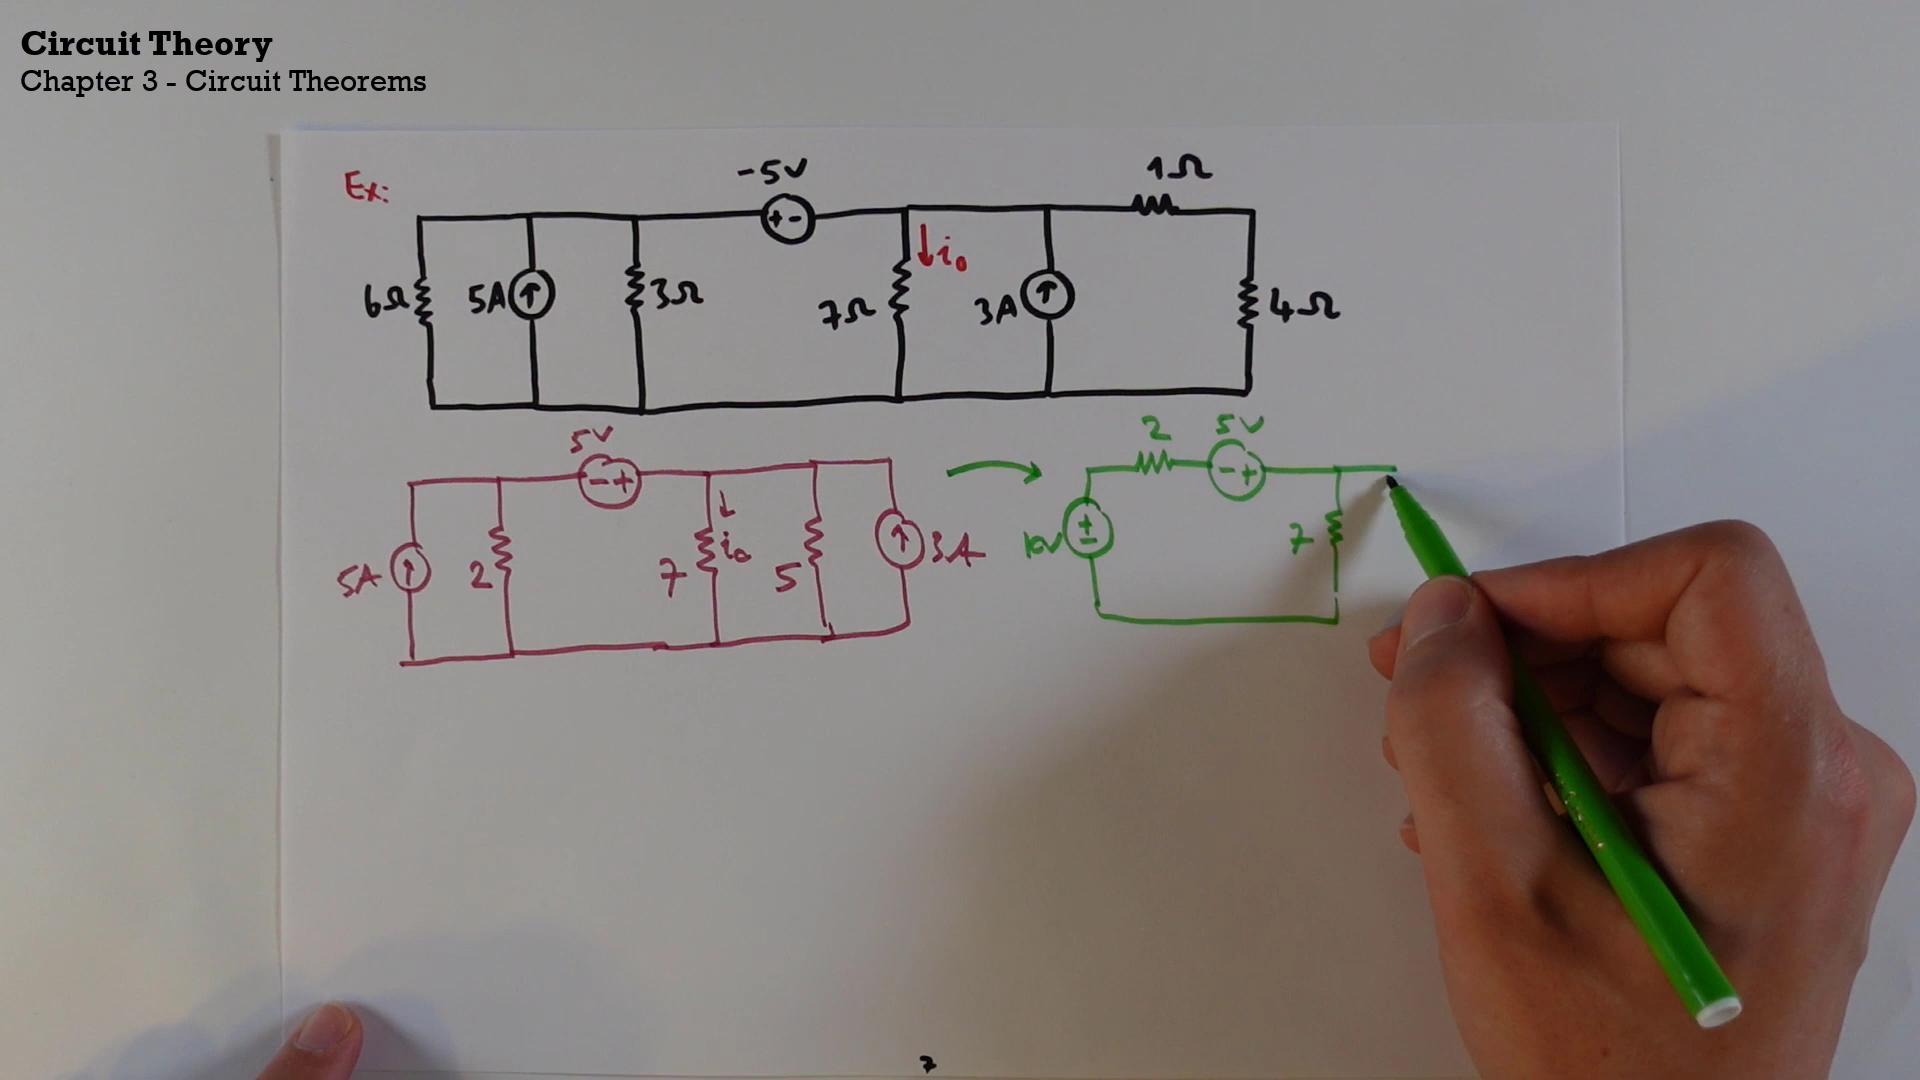 Circuit Theory
Chapter 3 - Circuit Theorems
Ex:
-5V
1Ω
+ -
6Ω
5A
3Ω
7Ω
i₀
3A
4Ω
5V
- +
5A
2
7
i₀
5
3A
2
5V
- +
10V
+
-
7
7